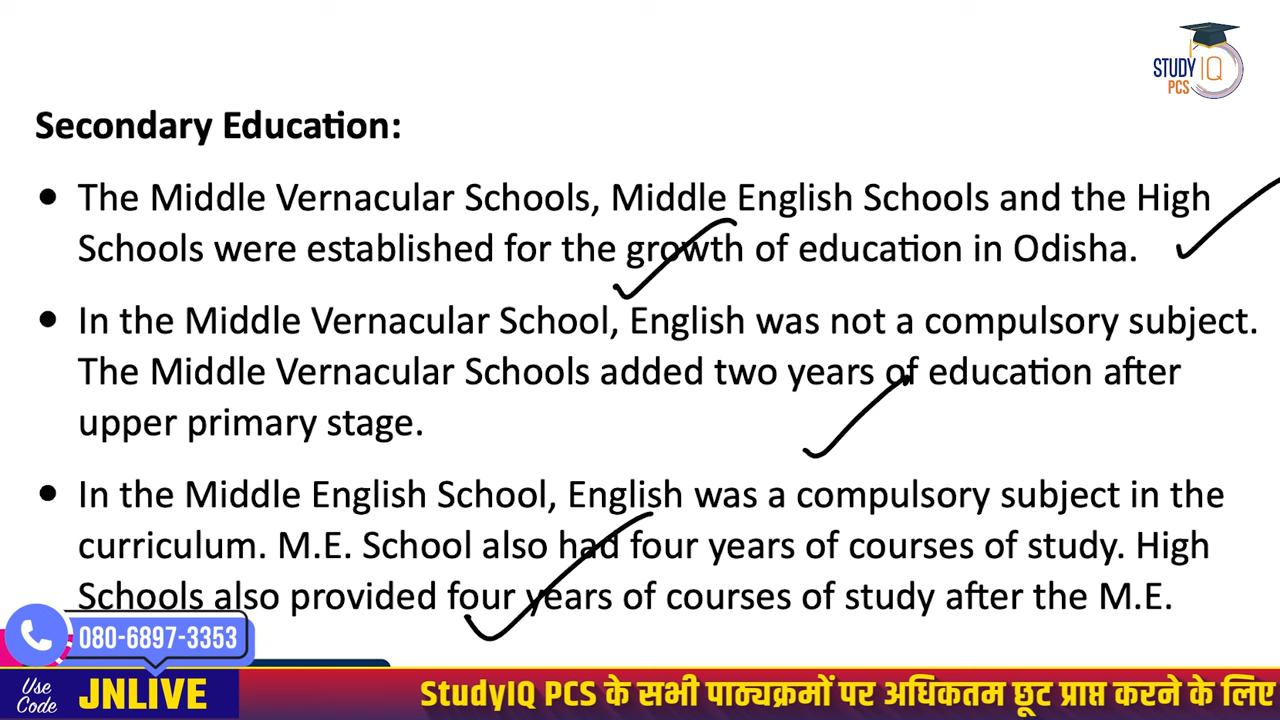 STUDY IQ
PCS
Secondary Education:
• The Middle Vernacular Schools, Middle English Schools and the High
Schools were established for the growth of education in Odisha.
• In the Middle Vernacular School, English was not a compulsory subject.
The Middle Vernacular Schools added two years of education after
upper primary stage.
• In the Middle English School, English was a compulsory subject in the
curriculum. M.E. School also had four years of courses of study. High
Schools also provided four years of courses of study after the M.E.
080-6897-3353
Use
Code
JNLIVE
StudyIQ PCS के सभी पाठ्यक्रमों पर अधिकतम छूट प्राप्त करने के लिए